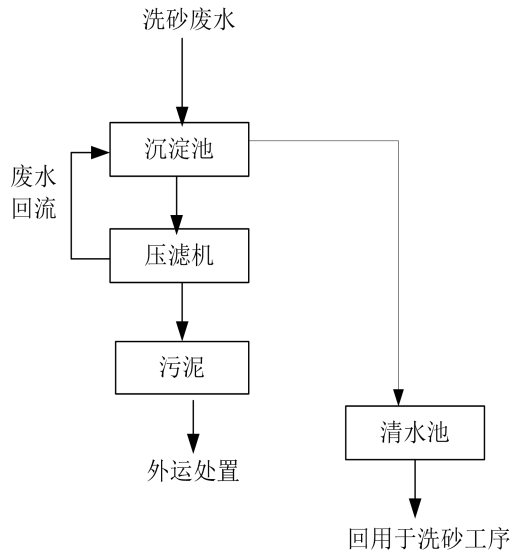 洗砂废水
沉淀池
废水
回流
压滤机
污泥
清水池
外运处置
回用于洗砂工序